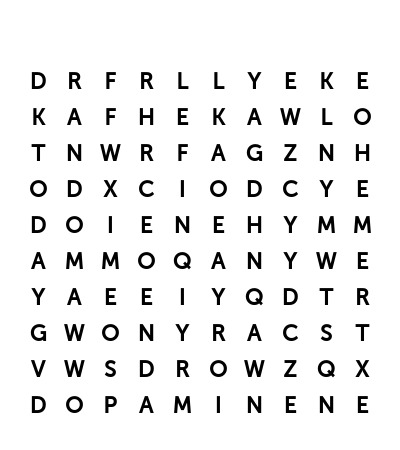 D R F R L L Y E K E
K A F H E K A W L O
T N W R F A G Z N H
O D X C I O D C Y E
D O I E N E H Y M M
A M M O Q A N Y W E
Y A E E I Y Q D T R
G W O N Y R A C S T
V W S D R O W Z Q X
D O P A M I N E N E